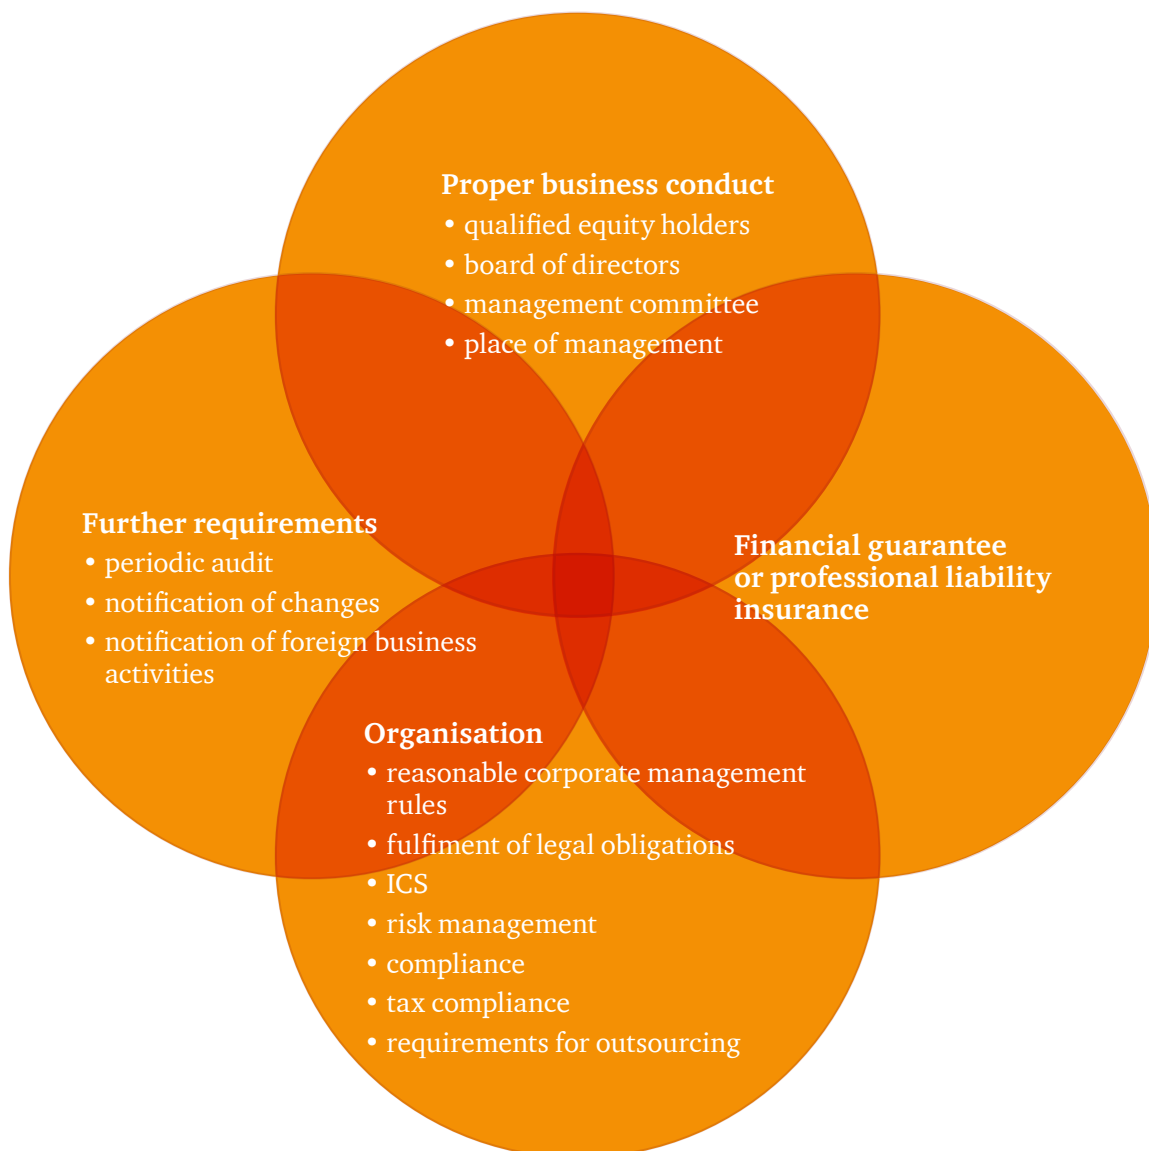 Proper business conduct
• qualified equity holders
• board of directors
• management committee
• place of management
Further requirements
• periodic audit
• notification of changes
• notification of foreign business
activities
Financial guarantee
or professional liability
insurance
Organisation
• reasonable corporate management
rules
• fulfiment of legal obligations
• ICS
• risk management
• compliance
• tax compliance
• requirements for outsourcing